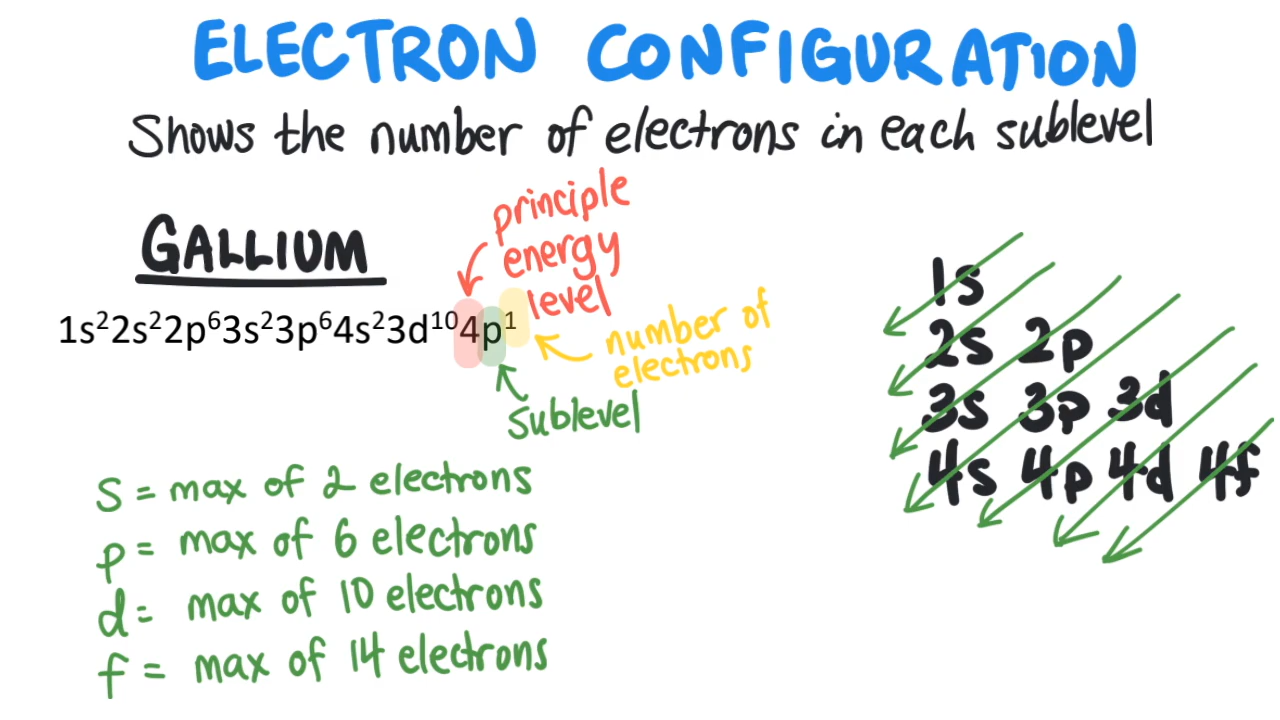 ELECTRON CONFIGURATION
Shows the number of electrons in each sublevel
GALLIUM
principle
energy
level
1s²2s²2p⁶3s²3p⁶4s²3d¹⁰4p¹
number of
electrons
sublevel
s = max of 2 electrons
p = max of 6 electrons
d = max of 10 electrons
f = max of 14 electrons
1s
2s 2p
3s 3p 3d
4s 4p 4d 4f